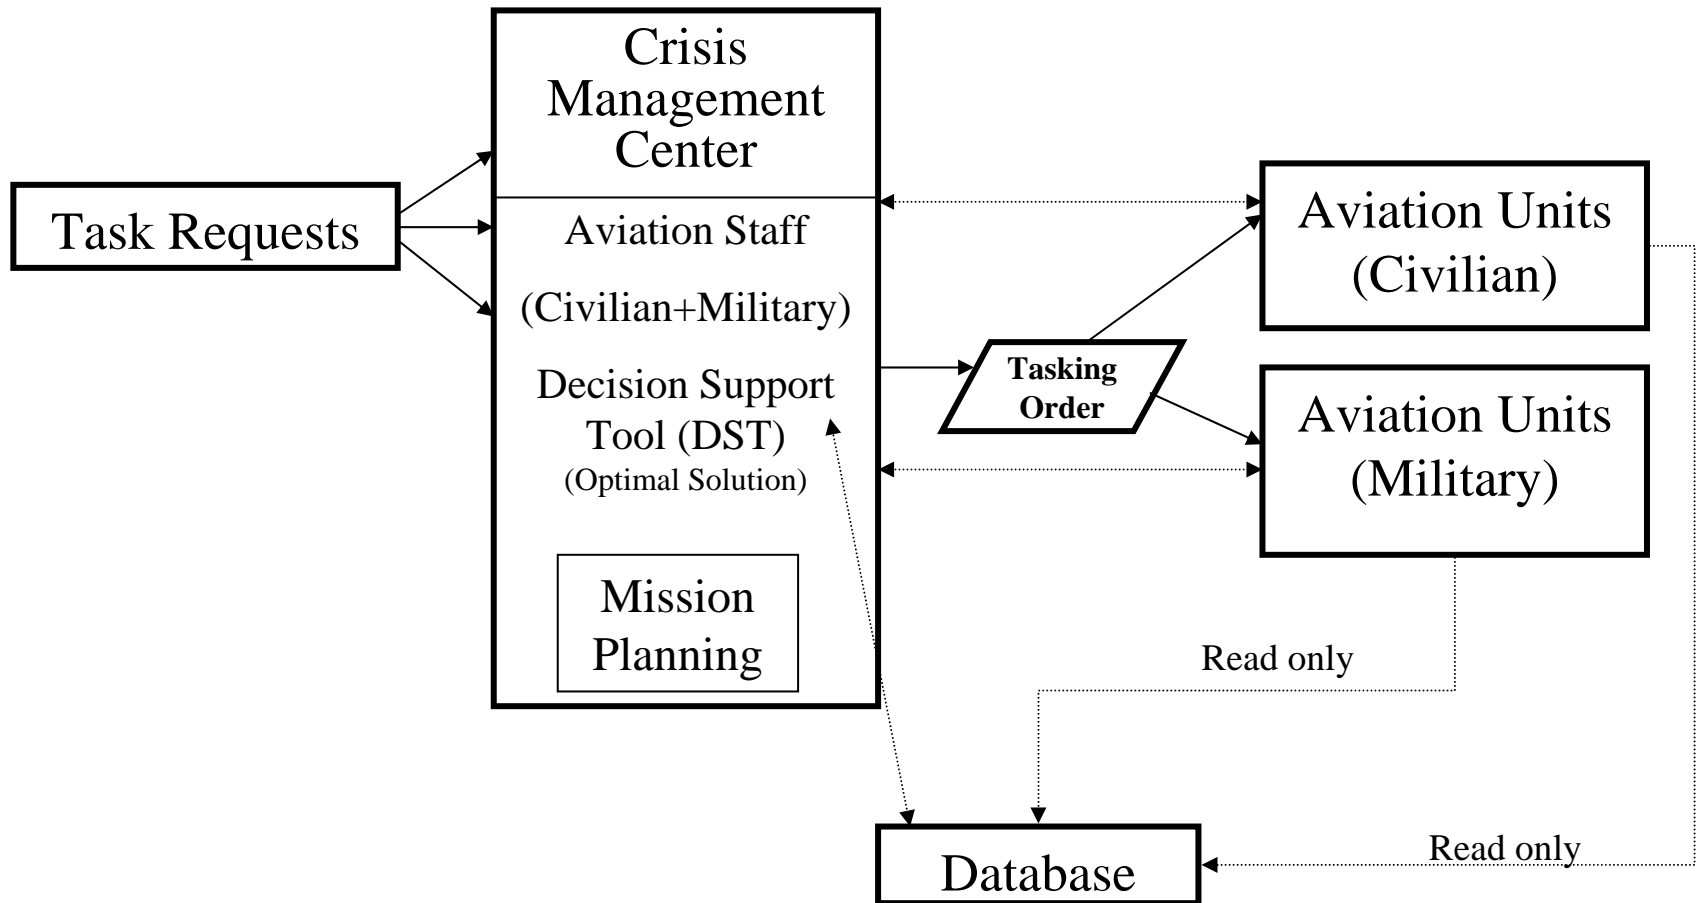 Crisis
Management
Center
Task Requests
Aviation Staff
(Civilian+Military)
Decision Support
Tool (DST)
(Optimal Solution)
Mission
Planning
Tasking
Order
Aviation Units
(Civilian)
Aviation Units
(Military)
Read only
Read only
Database